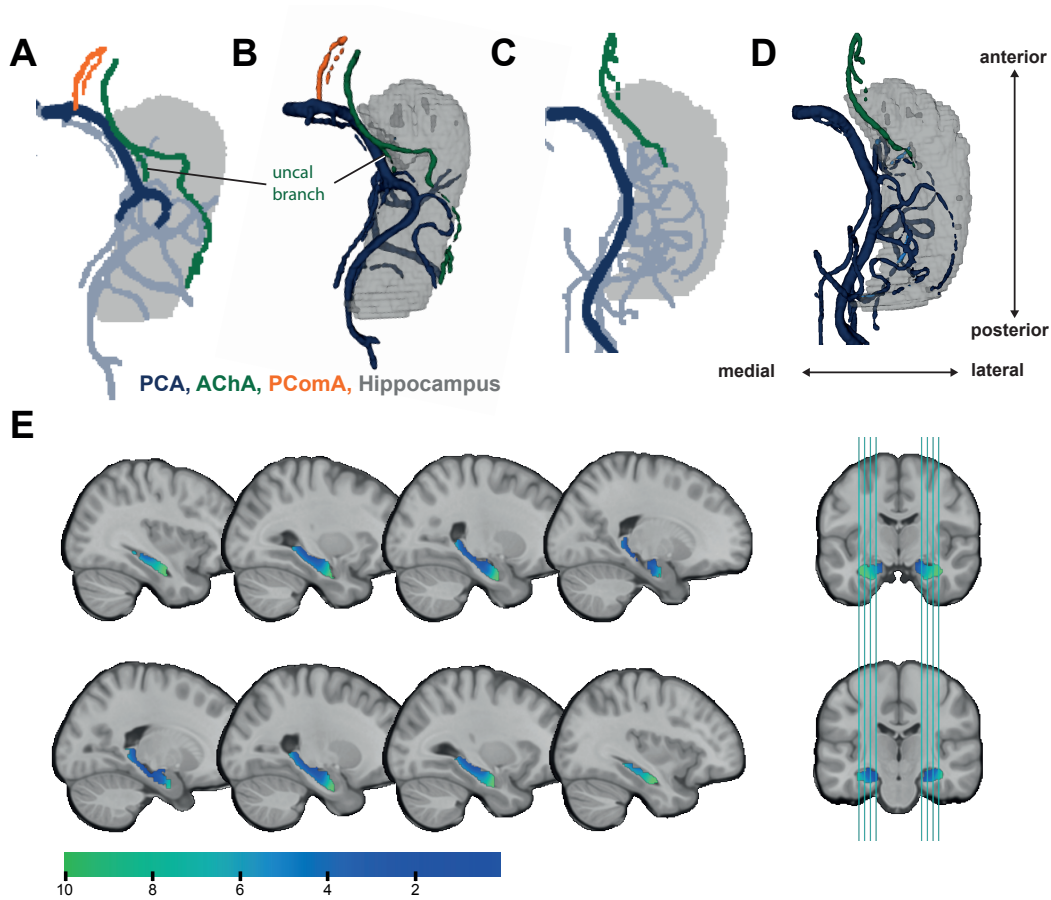 A
B
C
D
anterior
uncal
branch
posterior
medial
lateral
PCA, AChA, PComA, Hippocampus
E
10
8
6
4
2